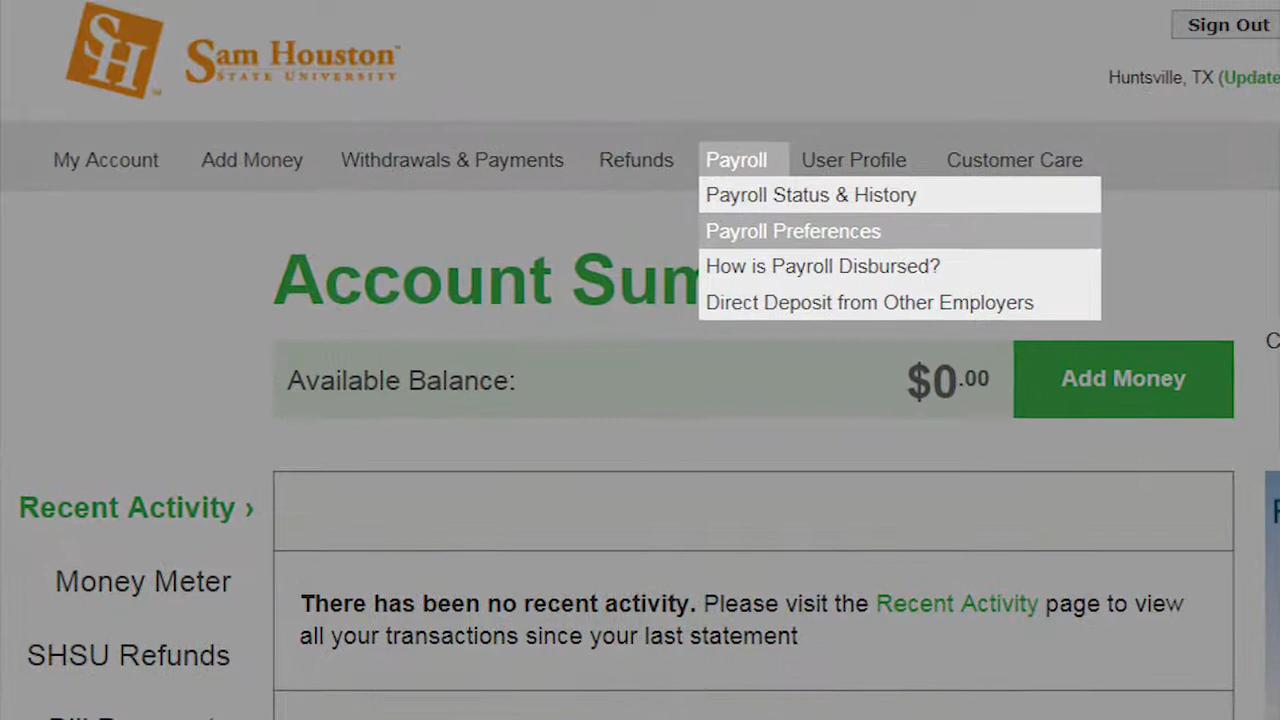 SH
Sam Houston
STATE UNIVERSITY
Sign Out
Huntsville, TX (Update
My Account Add Money Withdrawals & Payments Refunds Payroll User Profile Customer Care
Payroll Status & History
Payroll Preferences
How is Payroll Disbursed?
Direct Deposit from Other Employers
Account Sum
Available Balance: $0.00 Add Money
Recent Activity ›
Money Meter
SHSU Refunds
There has been no recent activity. Please visit the Recent Activity page to view
all your transactions since your last statement